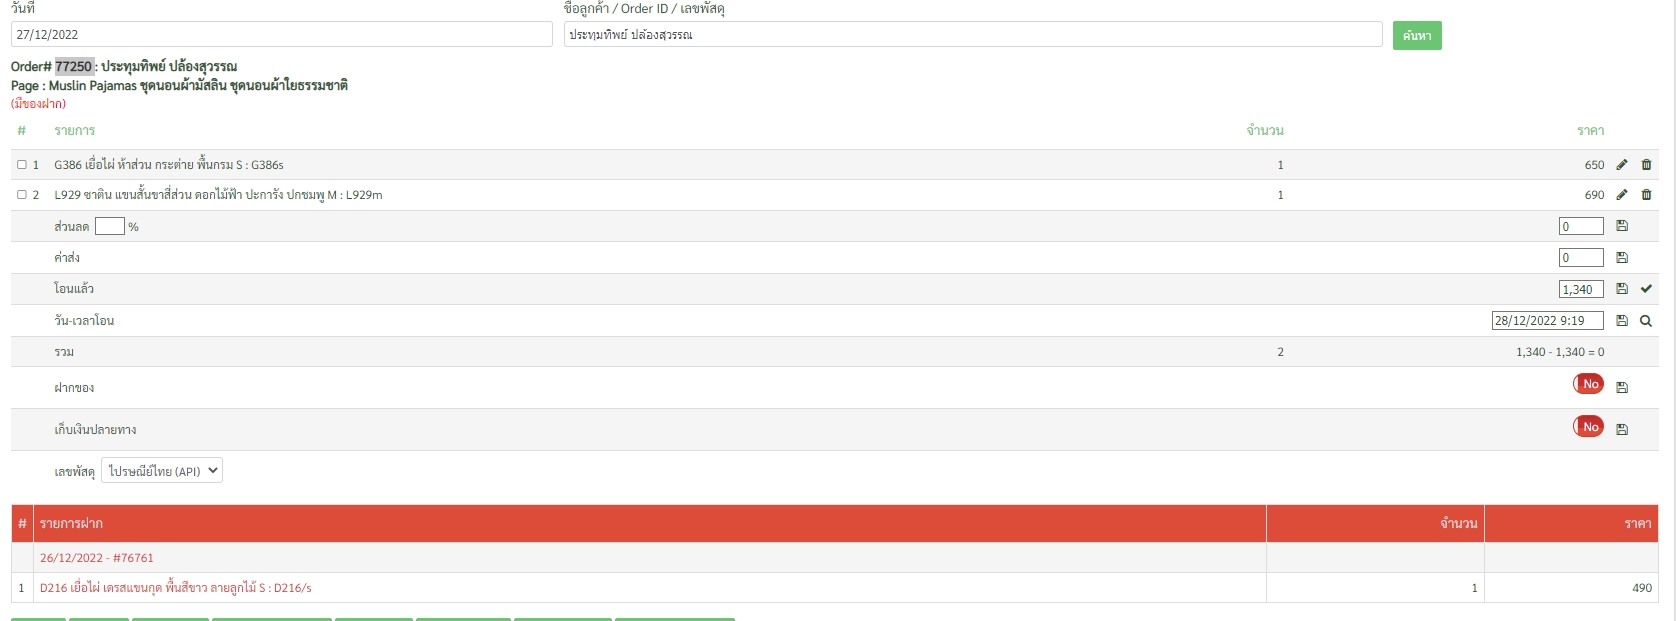 วันที่ ชื่อลูกค้า / Order ID / เลขพัสดุ
27/12/2022 ประทุมทิพย์ ปล้องสุวรรณ ค้นหา
Order# 77250 : ประทุมทิพย์ ปล้องสุวรรณ
Page : Muslin Pajamas ชุดนอนผ้ามัสลิน ชุดนอนผ้าใยธรรมชาติ
(มีของฝาก)
# รายการ จำนวน ราคา
1 G386 เยื่อไผ่ ห้าส่วน กระต่าย พื้นกรม S : G386s 1 650
2 L929 ซาติน แขนสั้นขาสี่ส่วน ดอกไม้ฟ้า ปะการัง ปกชมพู M : L929m 1 690
ส่วนลด % 0
ค่าส่ง 0
โอนแล้ว 1,340
วัน-เวลาโอน 28/12/2022 9:19
รวม 2 1,340 - 1,340 = 0
ฝากของ No
เก็บเงินปลายทาง No
เลขพัสดุ ไปรษณีย์ไทย (API)
# รายการฝาก จำนวน ราคา
26/12/2022 - #76761
1 D216 เยื่อไผ่ เดรสแขนกุด พื้นสีขาว ลายลูกไม้ S : D216/s 1 490